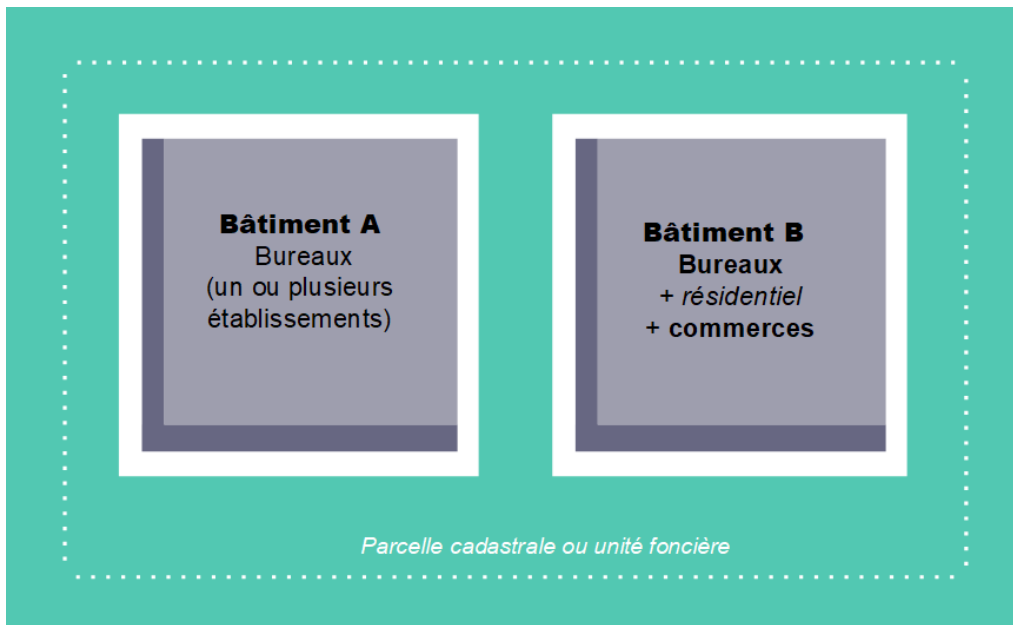 Bâtiment A
Bureaux
(un ou plusieurs
établissements)
Bâtiment B
Bureaux
+ résidentiel
+ commerces
Parcelle cadastrale ou unité foncière